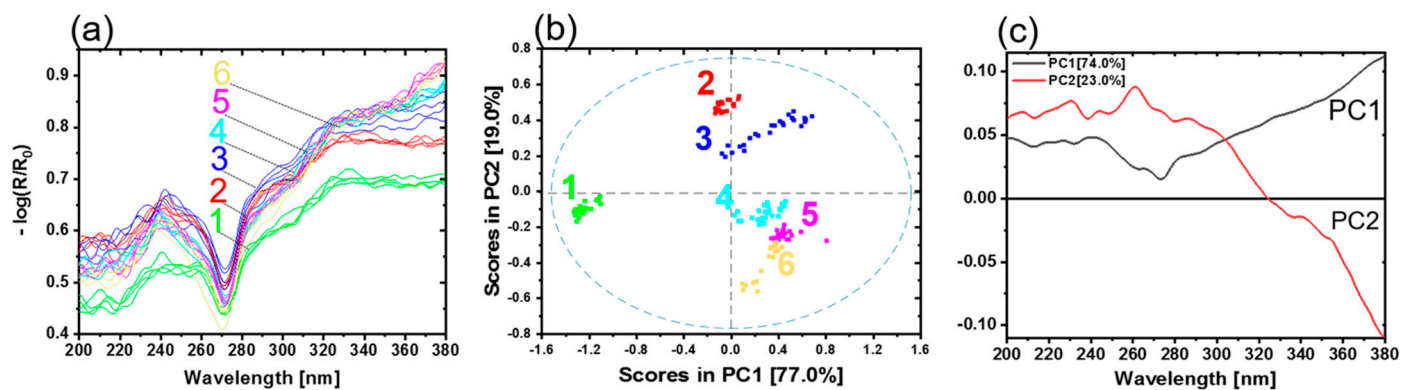 (a)
- log(R/R0)
0.9
0.8
0.7
0.6
0.5
0.4
6
5
4
3
2
1
200 220 240 260 280 300 320 340 360 380
Wavelength [nm]
(b)
Scores in PC2 [19.0%]
0.8
0.6
0.4
0.2
0.0
-0.2
-0.4
-0.6
-0.8
2
3
1
4
5
6
-1.6 -1.2 -0.8 -0.4 0.0 0.4 0.8 1.2 1.6
Scores in PC1 [77.0%]
(c)
0.10
0.05
0.00
-0.05
-0.10
PC1[74.0%]
PC2[23.0%]
PC1
PC2
200 220 240 260 280 300 320 340 360 380
Wavelength [nm]